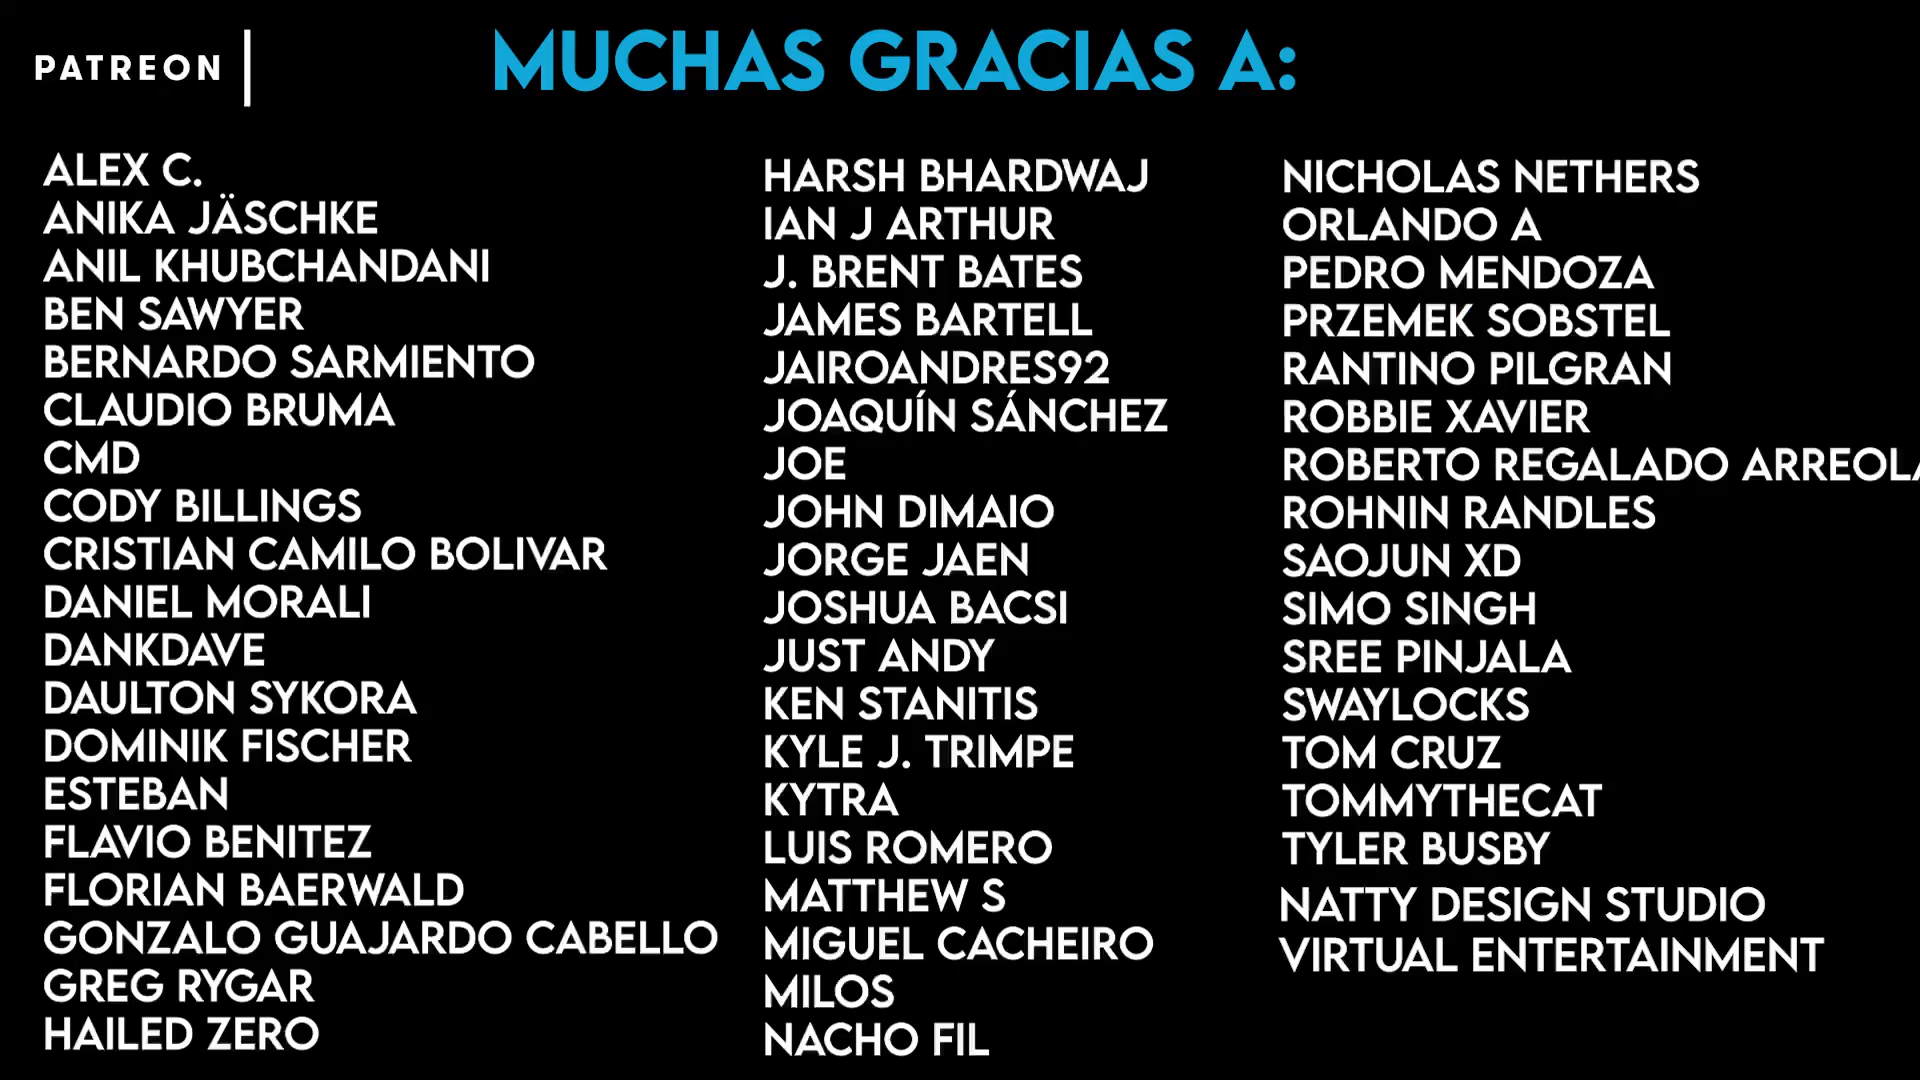 PATREON
MUCHAS GRACIAS A:
ALEX C.
ANIKA JÄSCHKE
ANIL KHUBCHANDANI
BEN SAWYER
BERNARDO SARMIENTO
CLAUDIO BRUMA
CMD
CODY BILLINGS
CRISTIAN CAMILO BOLIVAR
DANIEL MORALI
DANKDAVE
DAULTON SYKORA
DOMINIK FISCHER
ESTEBAN
FLAVIO BENITEZ
FLORIAN BAERWALD
GONZALO GUAJARDO CABELLO
GREG RYGAR
HAILED ZERO
HARSH BHARDWAJ
IAN J ARTHUR
J. BRENT BATES
JAMES BARTELL
JAIROANDRES92
JOAQUÍN SÁNCHEZ
JOE
JOHN DIMAIO
JORGE JAEN
JOSHUA BACSI
JUST ANDY
KEN STANITIS
KYLE J. TRIMPE
KYTRA
LUIS ROMERO
MATTHEW S
MIGUEL CACHEIRO
MILOS
NACHO FIL
NICHOLAS NETHERS
ORLANDO A
PEDRO MENDOZA
PRZEMEK SOBSTEL
RANTINO PILGRAN
ROBBIE XAVIER
ROBERTO REGALADO ARREOLA
ROHNIN RANDLES
SAOJUN XD
SIMO SINGH
SREE PINJALA
SWAYLOCKS
TOM CRUZ
TOMMYTHECAT
TYLER BUSBY
NATTY DESIGN STUDIO
VIRTUAL ENTERTAINMENT